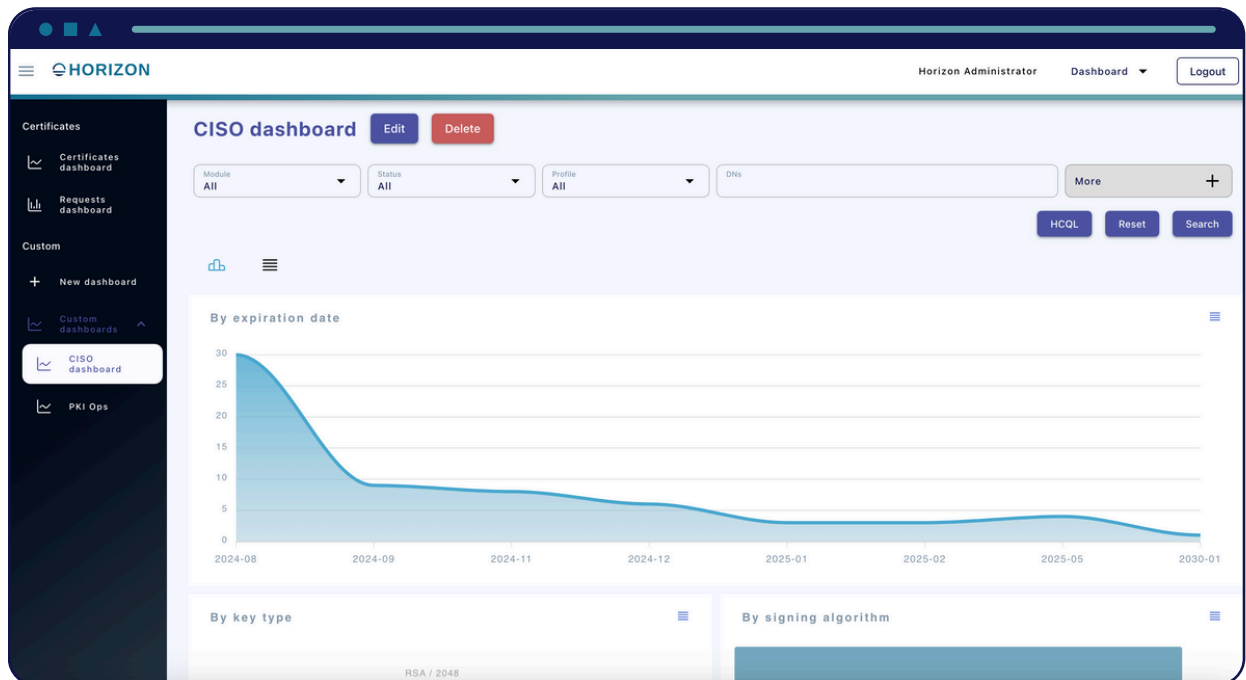 HORIZON
Horizon Administrator
Dashboard
Logout
Certificates
Certificates
dashboard
Requests
dashboard
Custom
New dashboard
Custom
dashboards
CISO
dashboard
PKI Ops
CISO dashboard
Edit
Delete
Module
All
Status
All
Profile
All
DNs
More
HCQL
Reset
Search
By expiration date
30
25
20
15
10
5
0
2024-08
2024-09
2024-11
2024-12
2025-01
2025-02
2025-05
2030-01
By key type
RSA / 2048
By signing algorithm